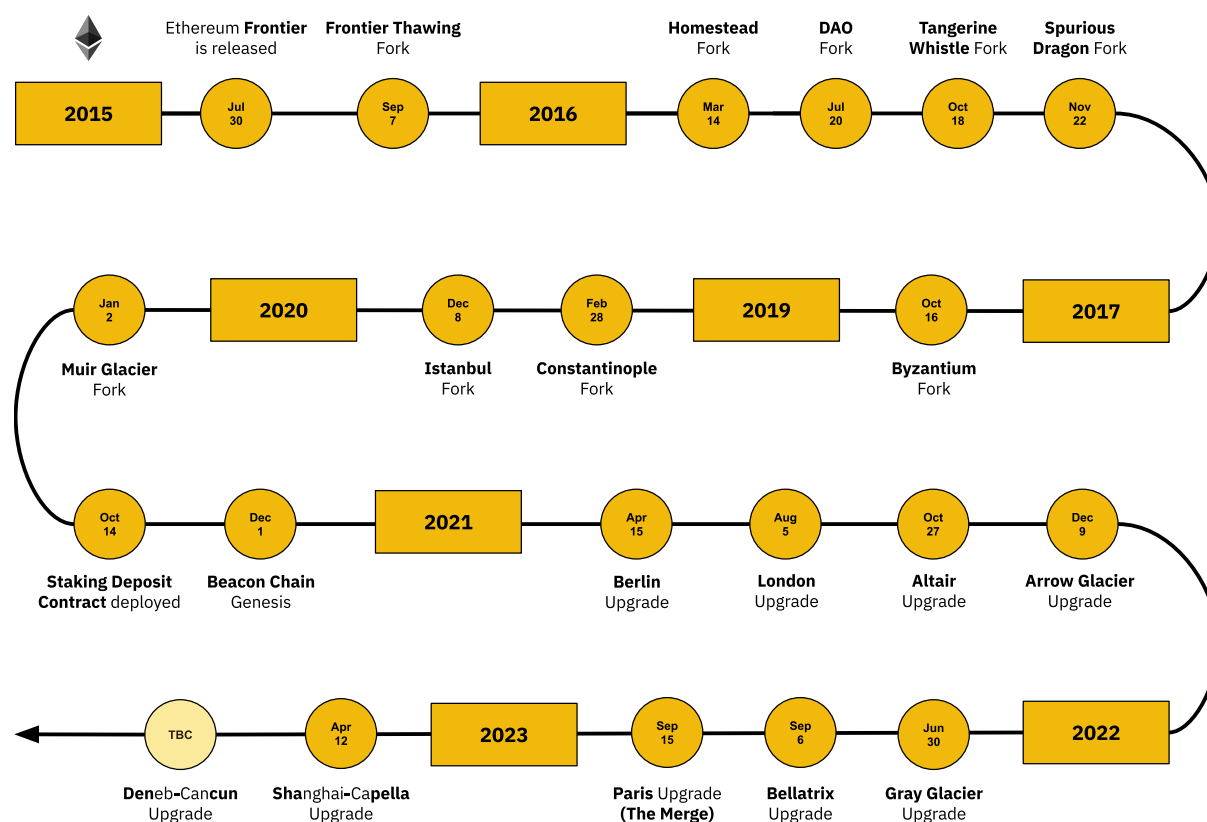 Ethereum Frontier
is released
Frontier Thawing
Fork
Homestead
Fork
DAO
Fork
Tangerine
Whistle Fork
Spurious
Dragon Fork
2015
Jul
30
Sep
7
2016
Mar
14
Jul
20
Oct
18
Nov
22
2017
Oct
16
Byzantium
Fork
2019
Feb
28
Constantinople
Fork
Dec
8
Istanbul
Fork
2020
Jan
2
Muir Glacier
Fork
Oct
14
Staking Deposit
Contract deployed
Dec
1
Beacon Chain
Genesis
2021
Apr
15
Berlin
Upgrade
Aug
5
London
Upgrade
Oct
27
Altair
Upgrade
Dec
9
Arrow Glacier
Upgrade
2022
Jun
30
Gray Glacier
Upgrade
Sep
6
Bellatrix
Upgrade
Sep
15
Paris Upgrade
(The Merge)
2023
Apr
12
Shanghai-Capella
Upgrade
TBC
Deneb-Cancun
Upgrade